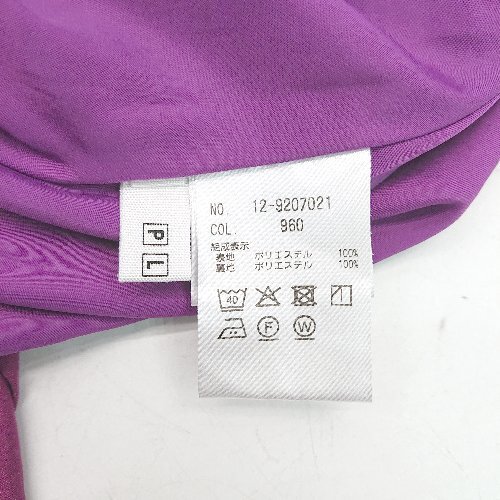 NO. 12-9207021
COL. 960
組成表示
表地 ポリエステル 100%
裏地 ポリエステル 100%
40
F W
P L